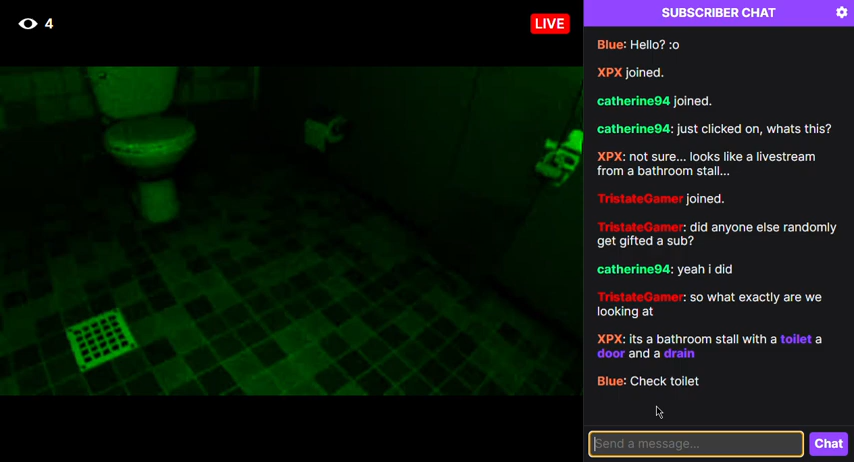 4
LIVE
SUBSCRIBER CHAT
Blue: Hello? :o
XPX joined.
catherine94 joined.
catherine94: just clicked on, whats this?
XPX: not sure... looks like a livestream
from a bathroom stall...
TristateGamer joined.
TristateGamer: did anyone else randomly
get gifted a sub?
catherine94: yeah i did
TristateGamer: so what exactly are we
looking at
XPX: its a bathroom stall with a toilet a
door and a drain
Blue: Check toilet
Send a message...
Chat